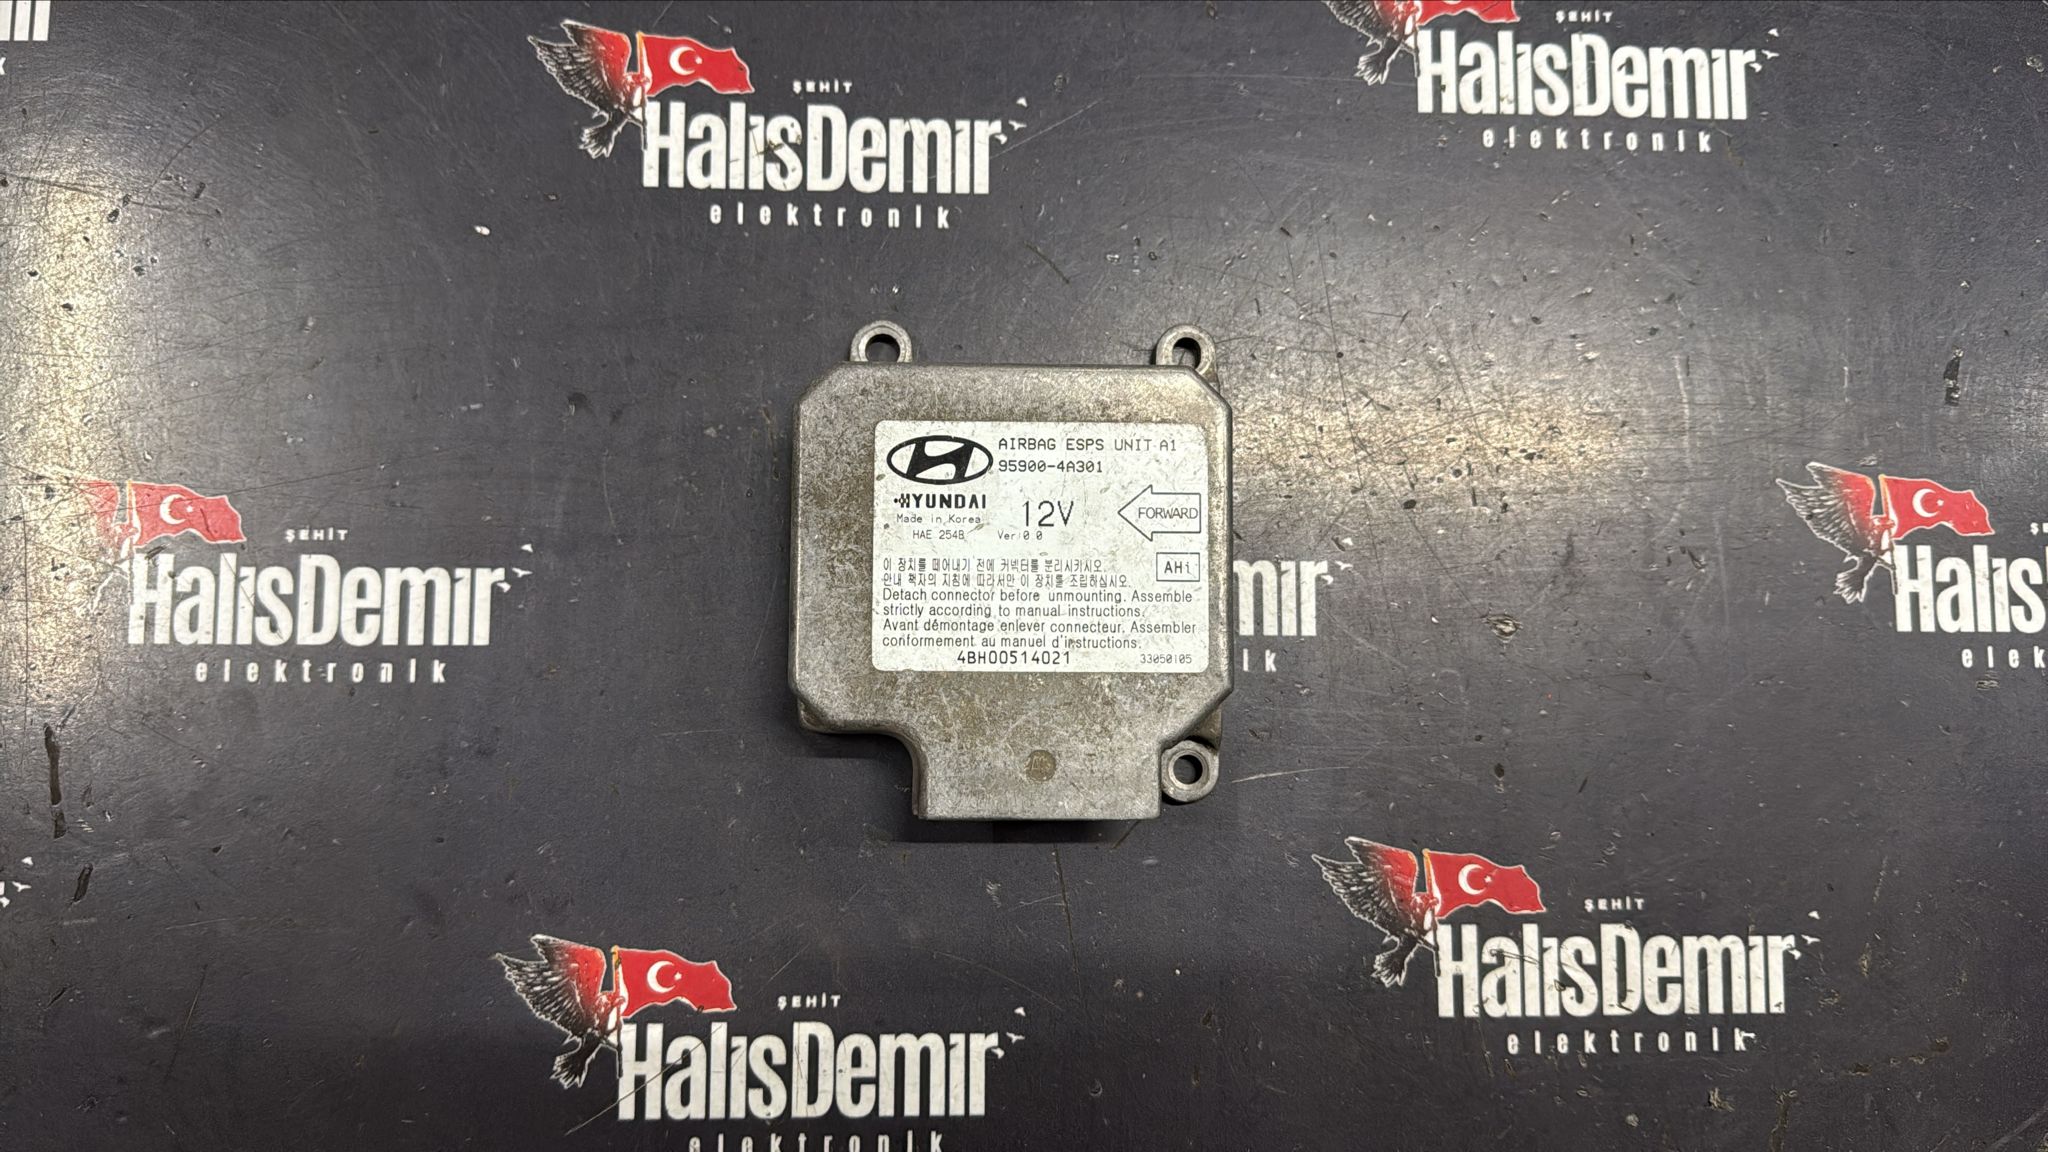 ŞEHİT
HalısDemır
elektronik
ŞEHİT
HalısDemır
elektronik
AIRBAG ESPS UNIT A1
95900-4A301
HYUNDAI
Made in Korea
12V
FORWARD
HAE 254B
Ver 0.0
AHi
이 장치를 떼어내기 전에 커넥터를 분리시키시오.
안내 책자의 지침에 따라서만 이 장치를 조립하십시오.
Detach connector before unmounting. Assemble
strictly according to manual instructions.
Avant démontage enlever connecteur. Assembler
conformement au manuel d'instructions.
4BH00514021
33050105
ŞEHİT
HalısDemır
elektronik
mır
ik
Halıs
elek
ŞEHİT
HalısDemır
elektronik
ŞEHİT
HalısDemır
elektronik